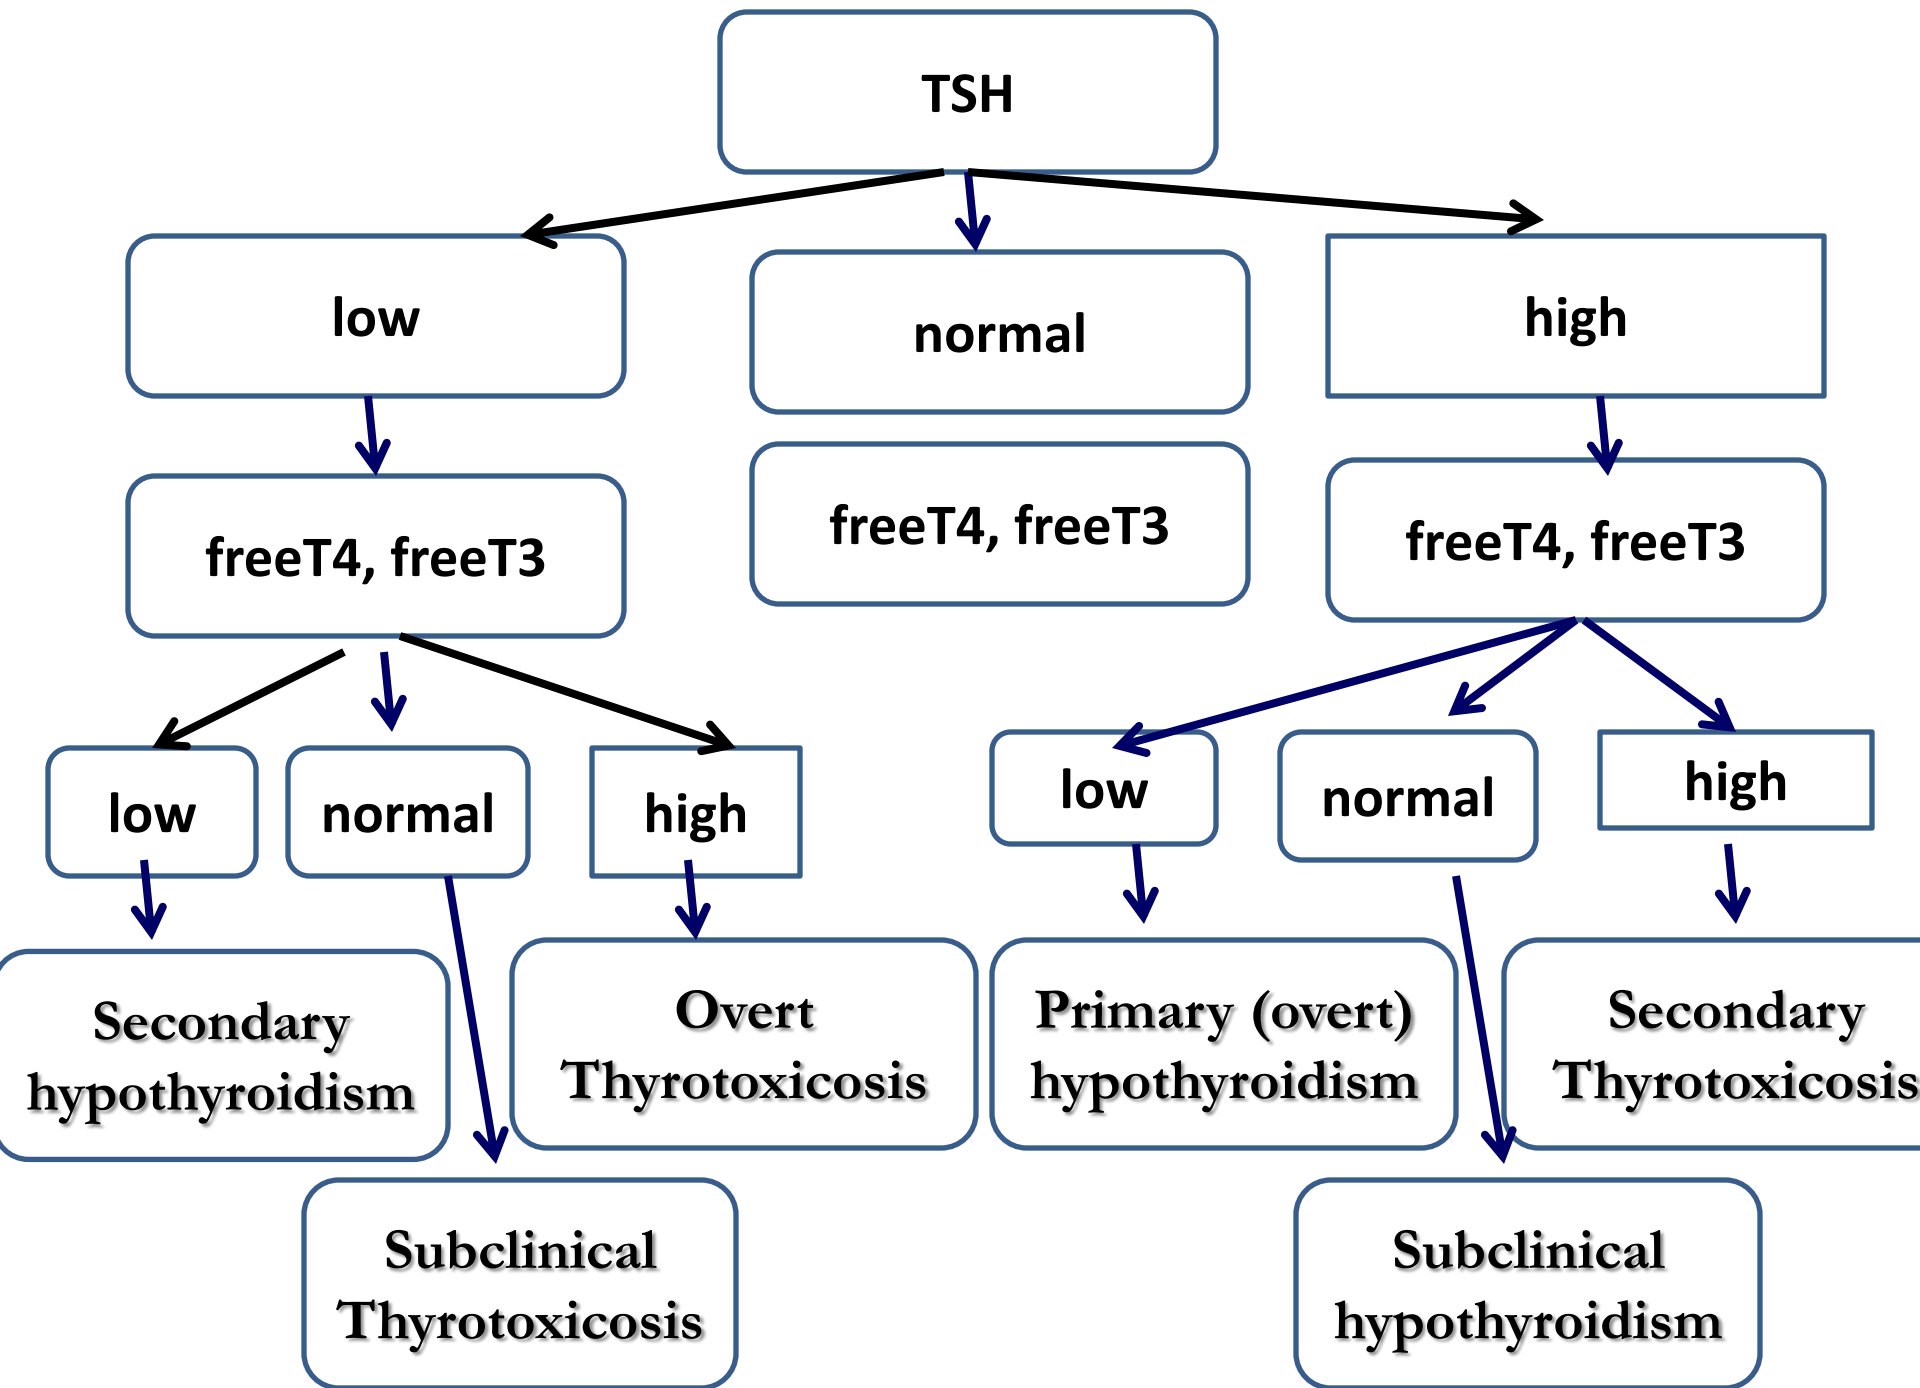 TSH
low
normal
high
freeT4, freeT3
freeT4, freeT3
freeT4, freeT3
low
normal
high
low
normal
high
Secondary
hypothyroidism
Overt
Thyrotoxicosis
Primary (overt)
hypothyroidism
Secondary
Thyrotoxicosis
Subclinical
Thyrotoxicosis
Subclinical
hypothyroidism